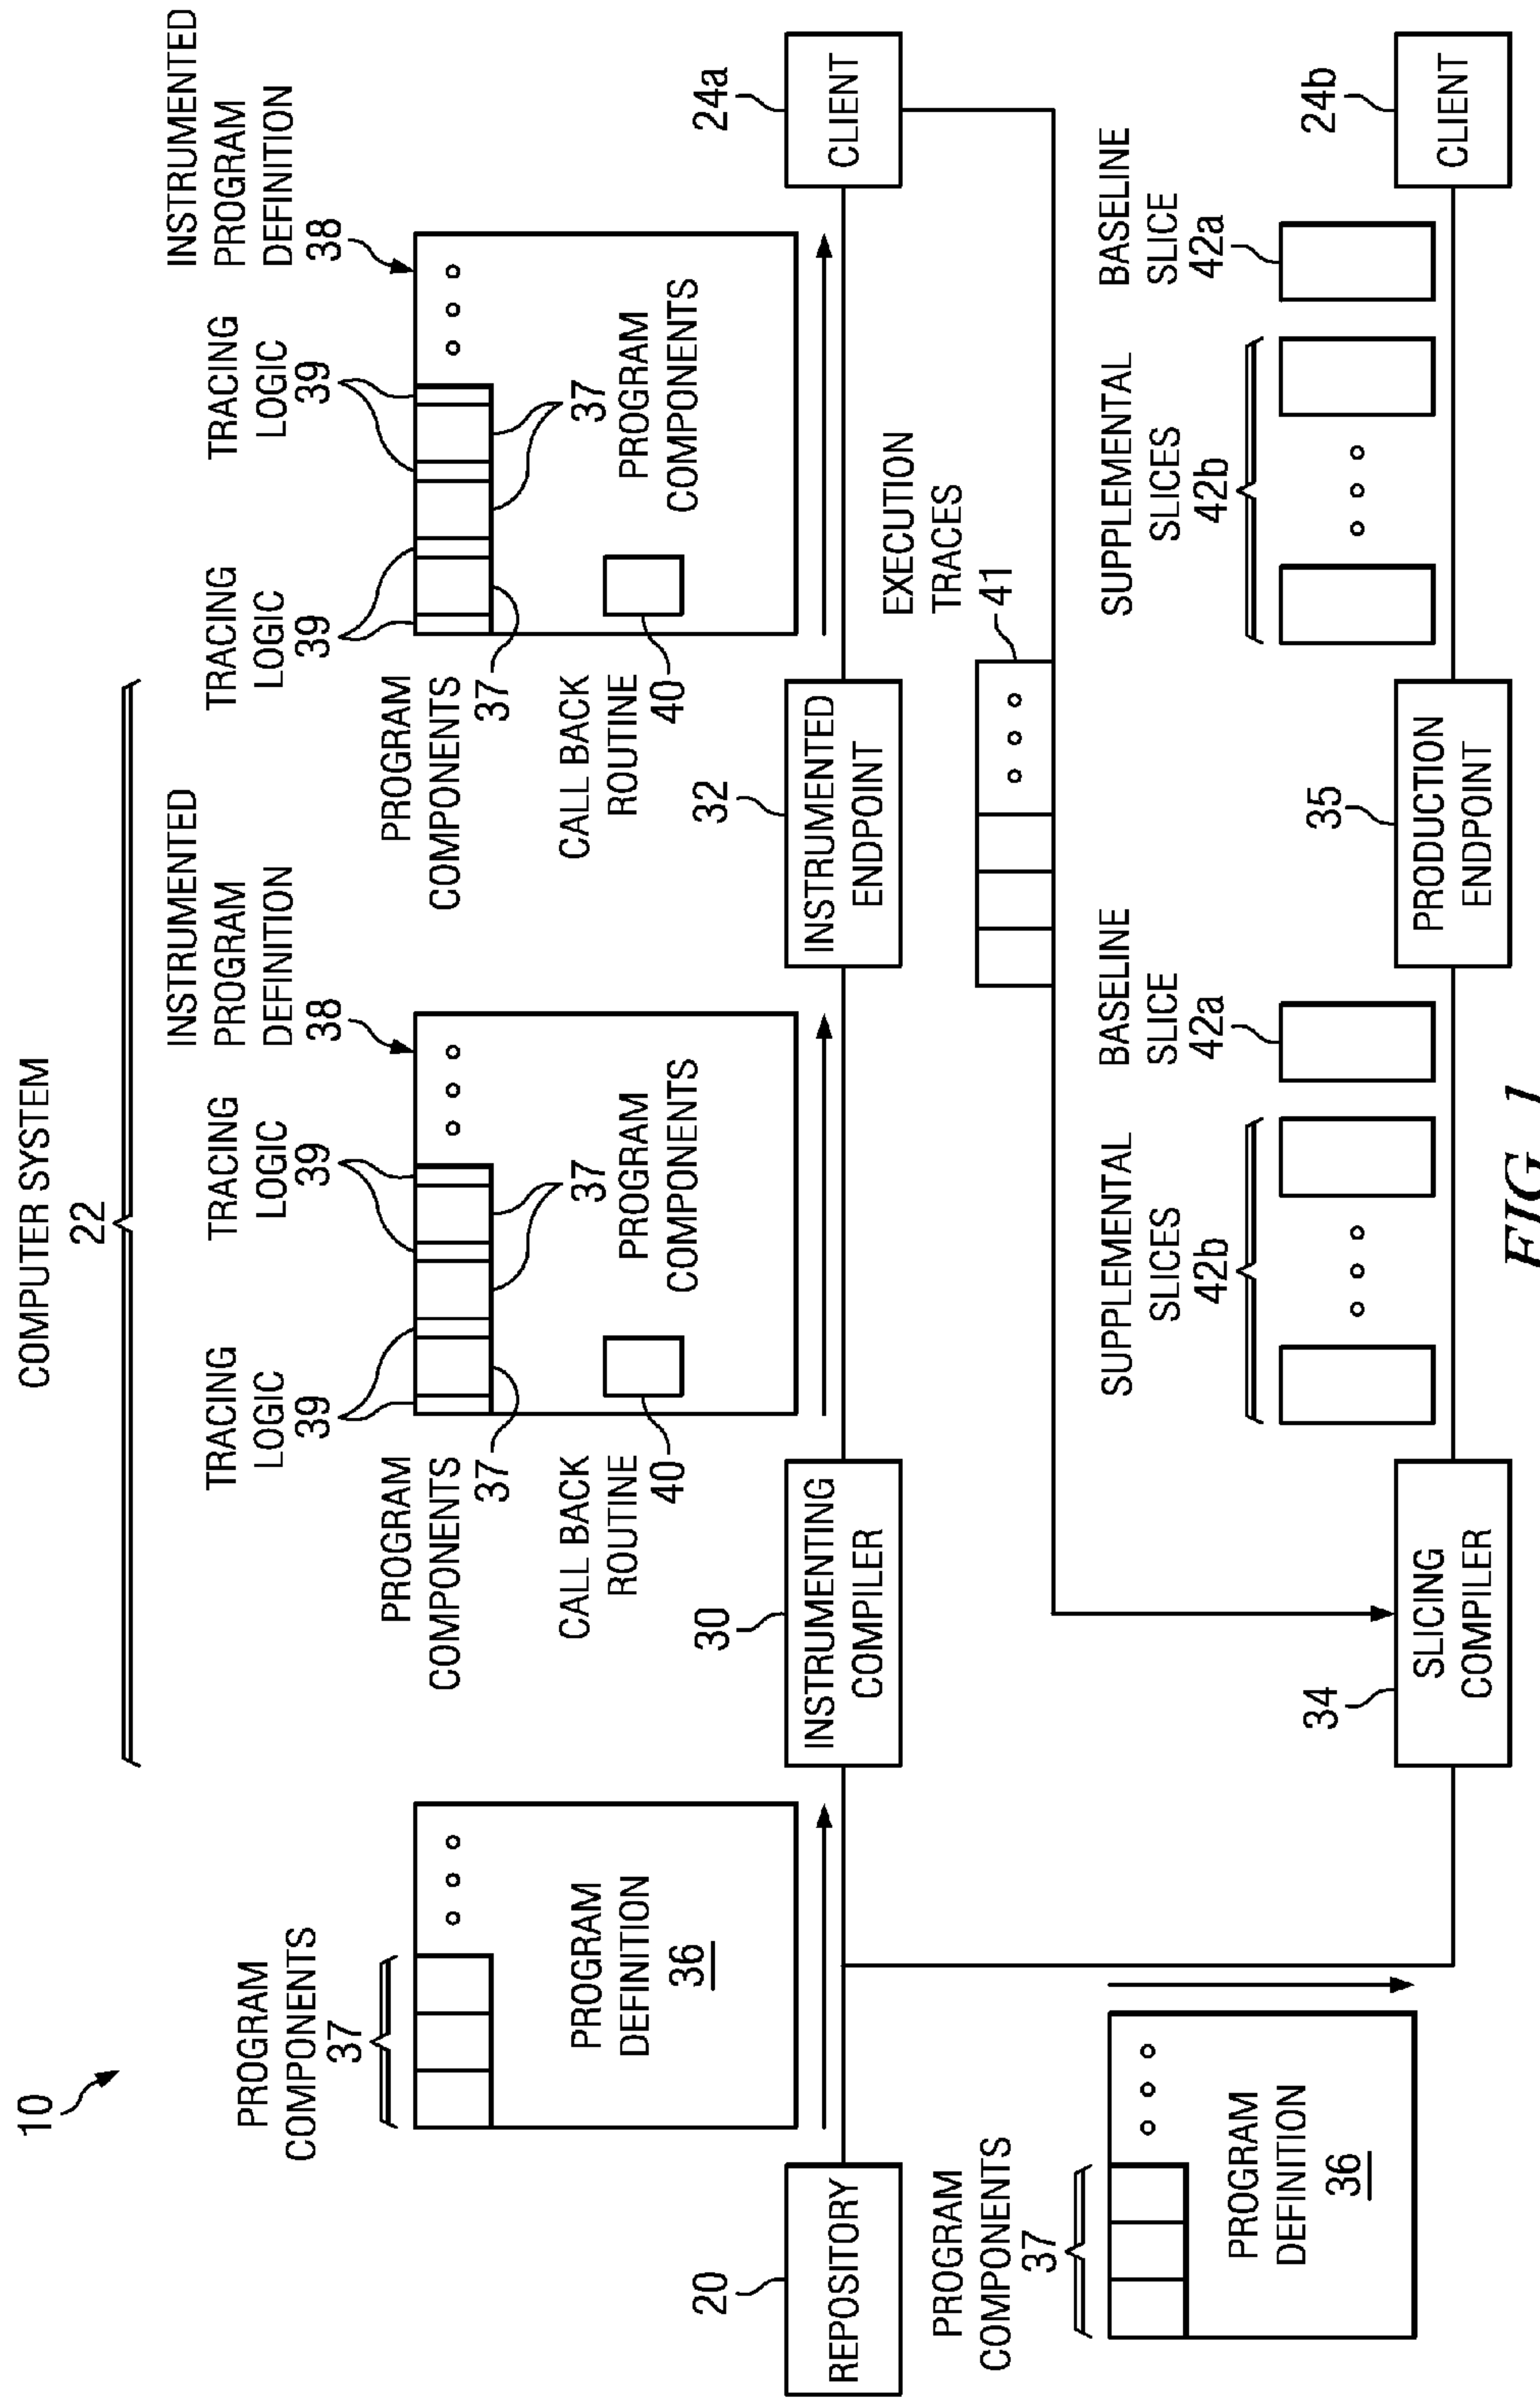 10
COMPUTER SYSTEM
22
PROGRAM
COMPONENTS
37
PROGRAM
DEFINITION
36
TRACING
LOGIC
39
TRACING
LOGIC
39
INSTRUMENTED
PROGRAM
DEFINITION
38
PROGRAM
COMPONENTS
37
37
PROGRAM
COMPONENTS
CALL BACK
ROUTINE
40
TRACING
LOGIC
39
TRACING
LOGIC
39
INSTRUMENTED
PROGRAM
DEFINITION
38
PROGRAM
COMPONENTS
37
37
PROGRAM
COMPONENTS
CALL BACK
ROUTINE
40
20
REPOSITORY
30
INSTRUMENTING
COMPILER
32
INSTRUMENTED
ENDPOINT
24a
CLIENT
EXECUTION
TRACES
41
PROGRAM
COMPONENTS
37
PROGRAM
DEFINITION
36
SUPPLEMENTAL
SLICES
42b
BASELINE
SLICE
42a
SUPPLEMENTAL
SLICES
42b
BASELINE
SLICE
42a
34
SLICING
COMPILER
35
PRODUCTION
ENDPOINT
24b
CLIENT
FIG. 1